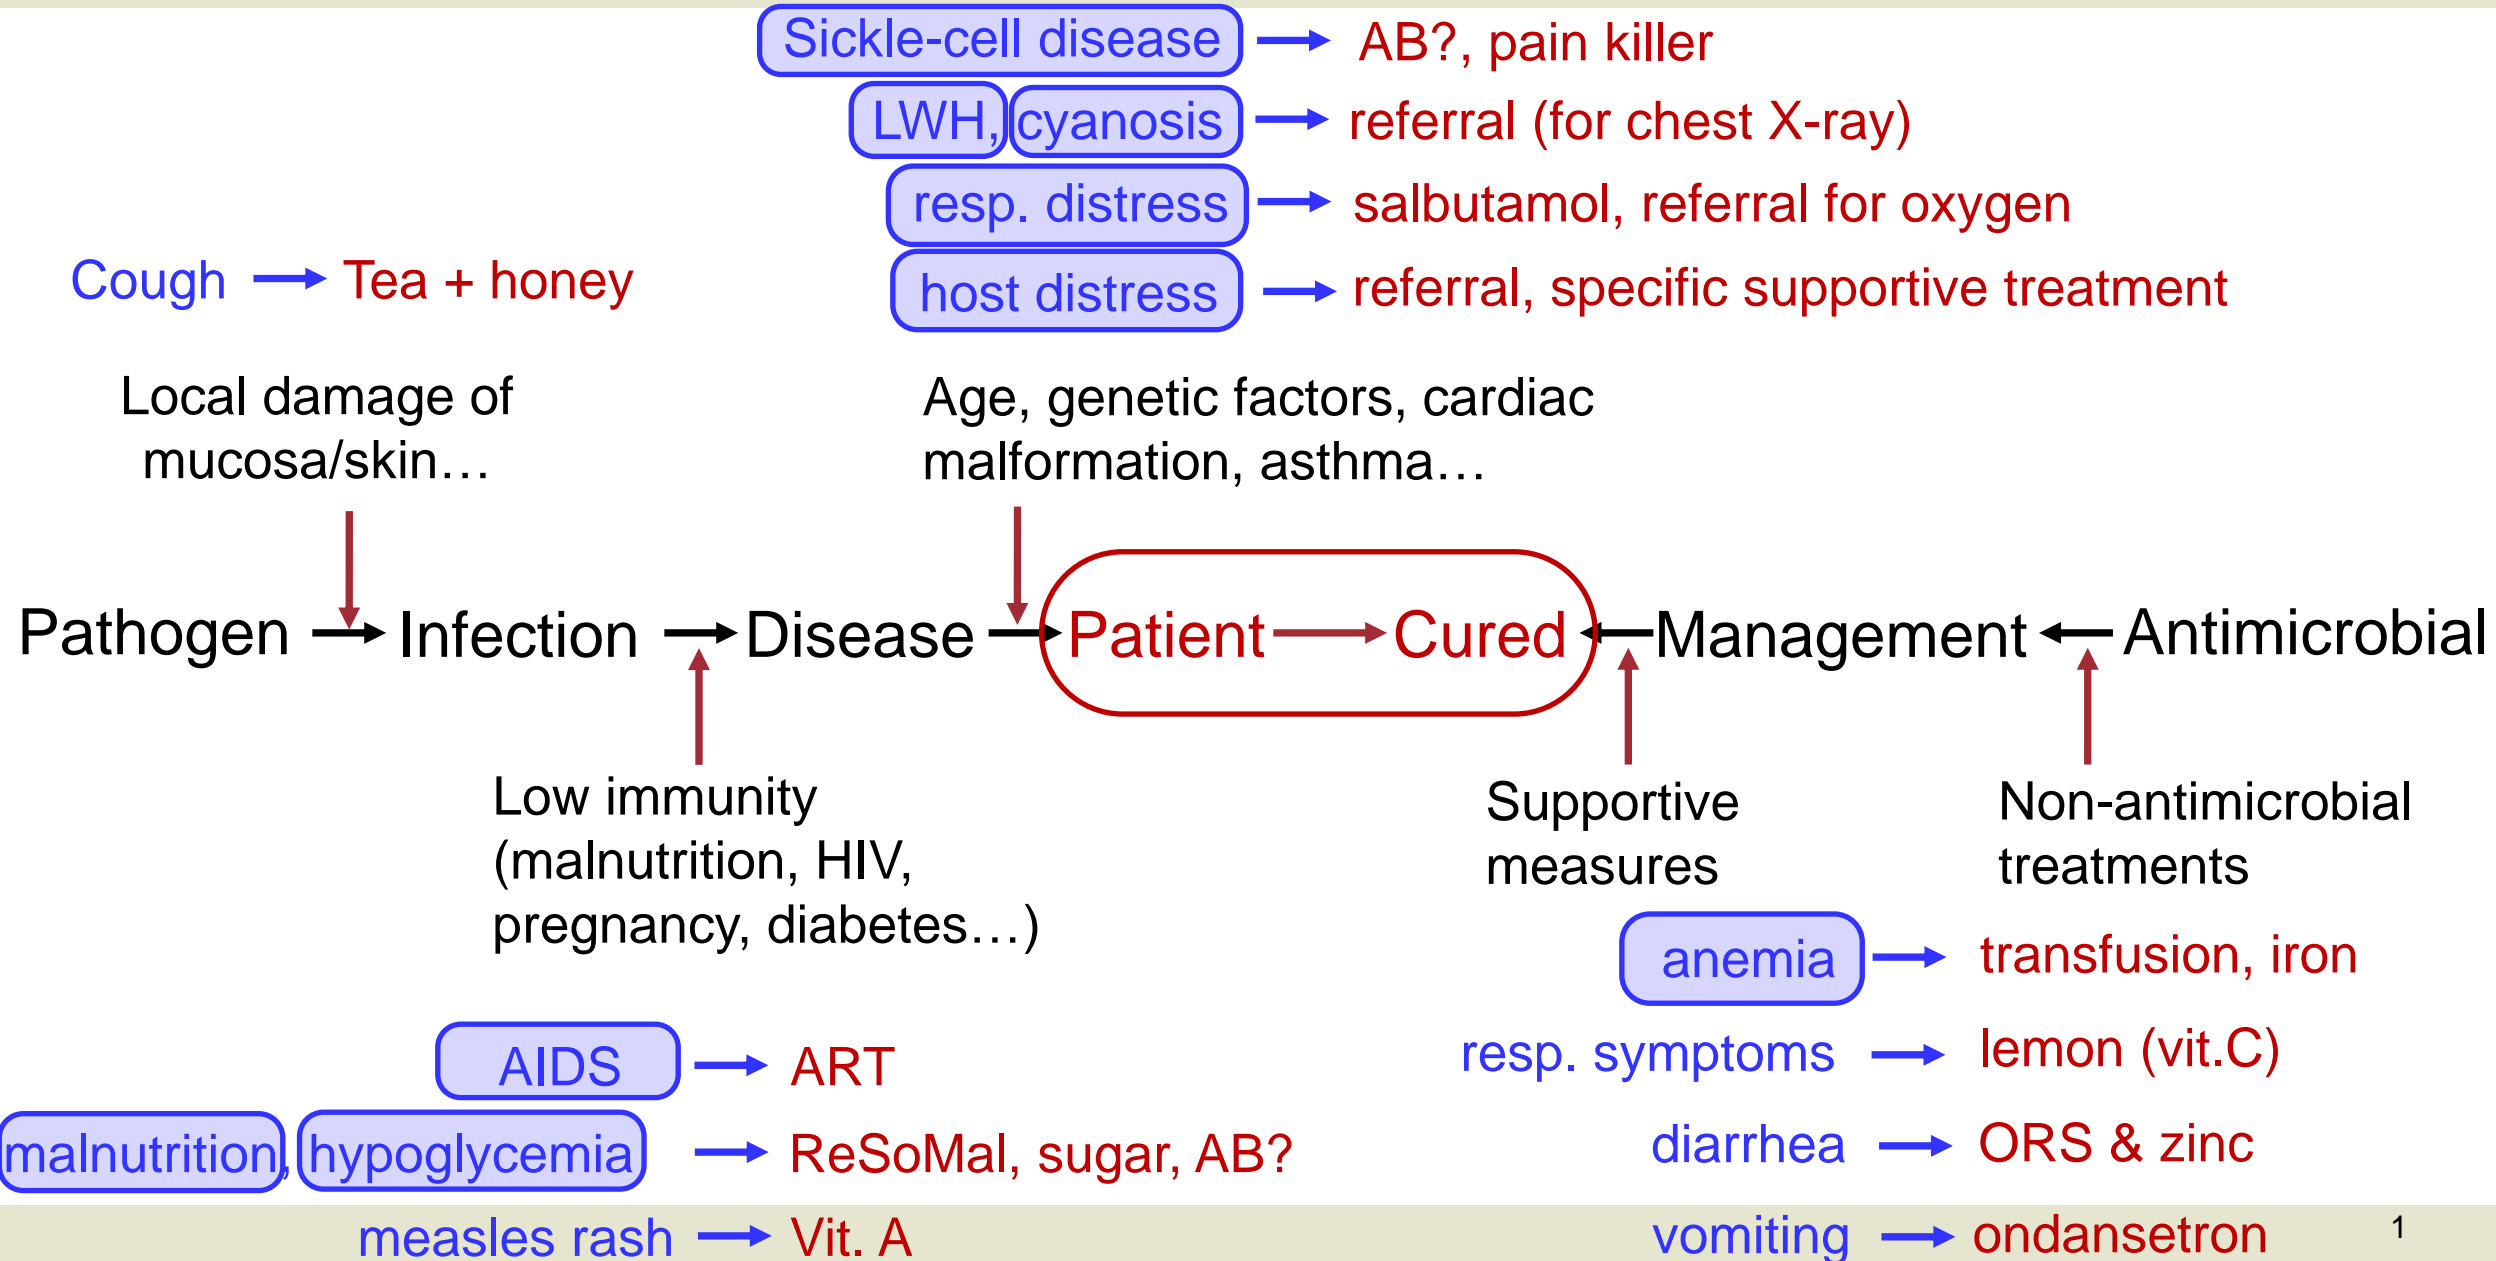 Sickle-cell disease → AB?, pain killer
LWH, cyanosis → referral (for chest X-ray)
resp. distress → salbutamol, referral for oxygen
Cough → Tea + honey
host distress → referral, specific supportive treatment
Local damage of
mucosa/skin…
Age, genetic factors, cardiac
malformation, asthma…
Pathogen → Infection → Disease → Patient → Cured ← Management ← Antimicrobial
Low immunity
(malnutrition, HIV,
pregnancy, diabetes…)
Supportive
measures
Non-antimicrobial
treatments
anemia → transfusion, iron
AIDS → ART
resp. symptoms → lemon (vit.C)
malnutrition, hypoglycemia → ReSoMal, sugar, AB?
diarrhea → ORS & zinc
measles rash → Vit. A
vomiting → ondansetron
1